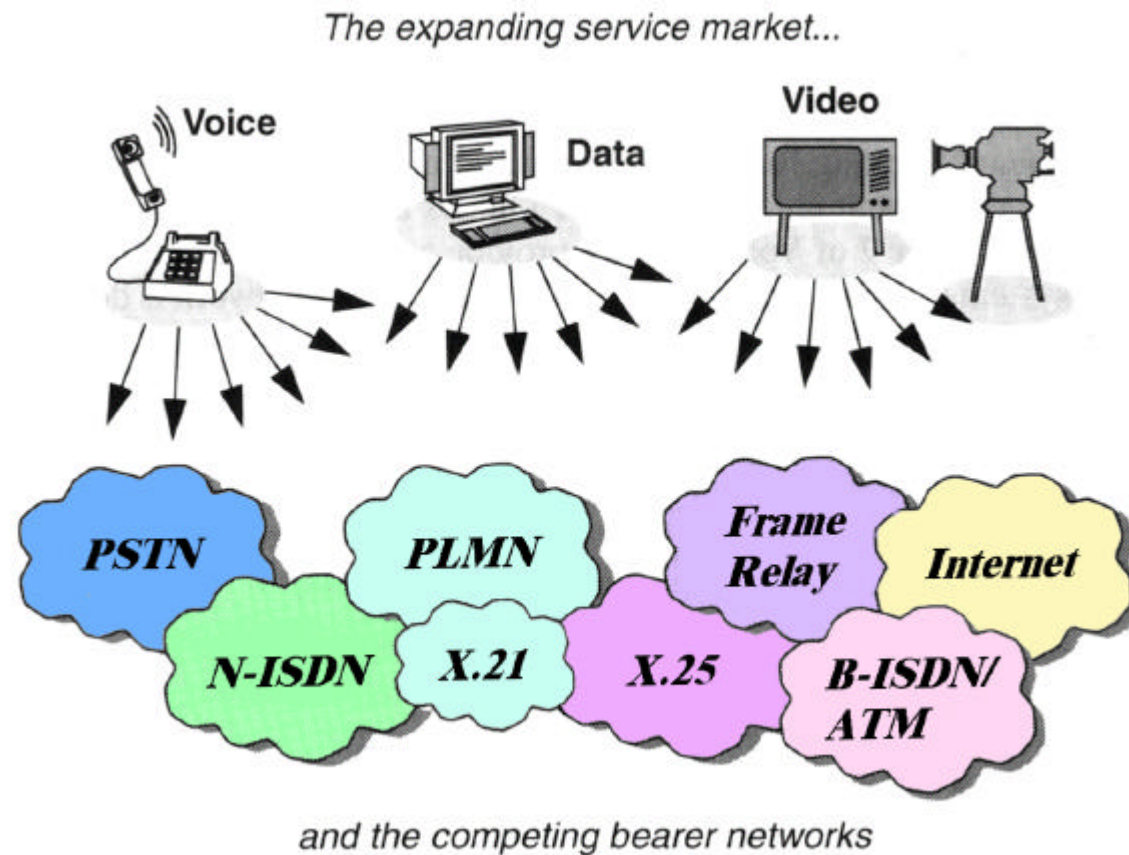 The expanding service market...
Voice
Data
Video
PSTN
PLMN
Frame
Relay
Internet
N-ISDN
X.21
X.25
B-ISDN/
ATM
and the competing bearer networks